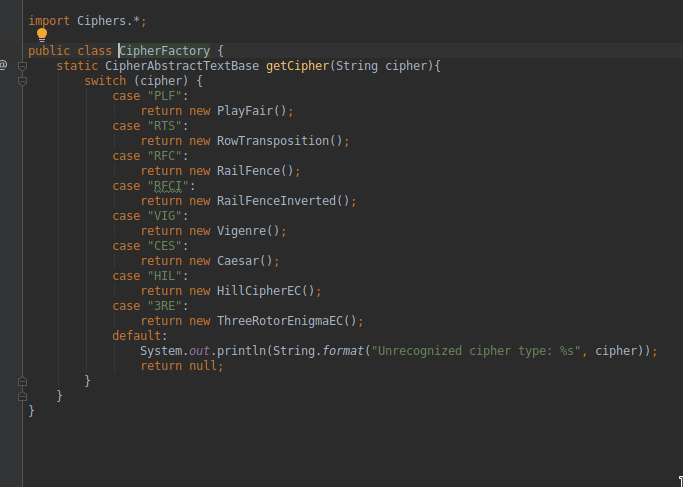 import Ciphers.*;
public class CipherFactory {
@ static CipherAbstractTextBase getCipher(String cipher){
switch (cipher) {
case "PLF":
return new PlayFair();
case "RTS":
return new RowTransposition();
case "RFC":
return new RailFence();
case "RFCI":
return new RailFenceInverted();
case "VIG":
return new Vigenre();
case "CES":
return new Caesar();
case "HIL":
return new HillCipherEC();
case "3RE":
return new ThreeRotorEnigmaEC();
default:
System.out.println(String.format("Unrecognized cipher type: %s", cipher));
return null;
}
}
}